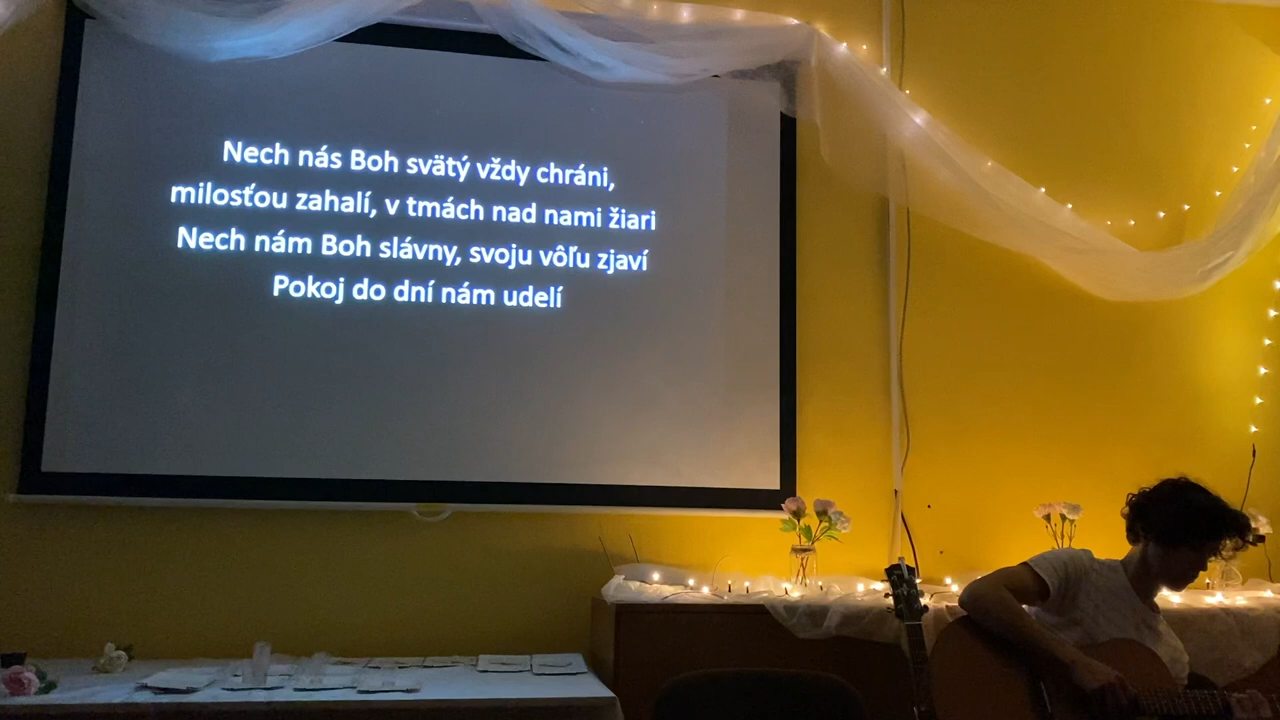 Nech nás Boh svätý vždy chráni,
milosťou zahalí, v tmách nad nami žiari
Nech nám Boh slávny, svoju vôľu zjaví
Pokoj do dní nám udelí